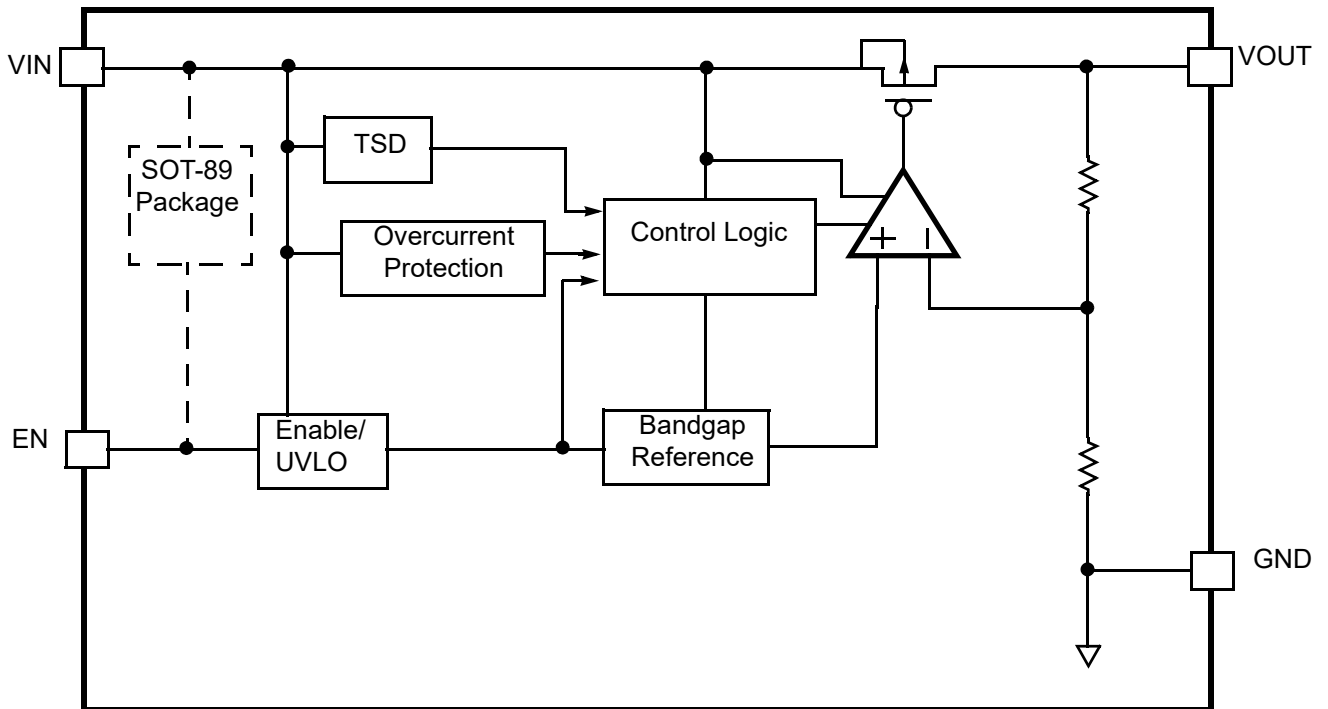 VIN
VOUT
SOT-89
Package
TSD
Overcurrent
Protection
Control Logic
+
EN
Enable/
UVLO
Bandgap
Reference
GND